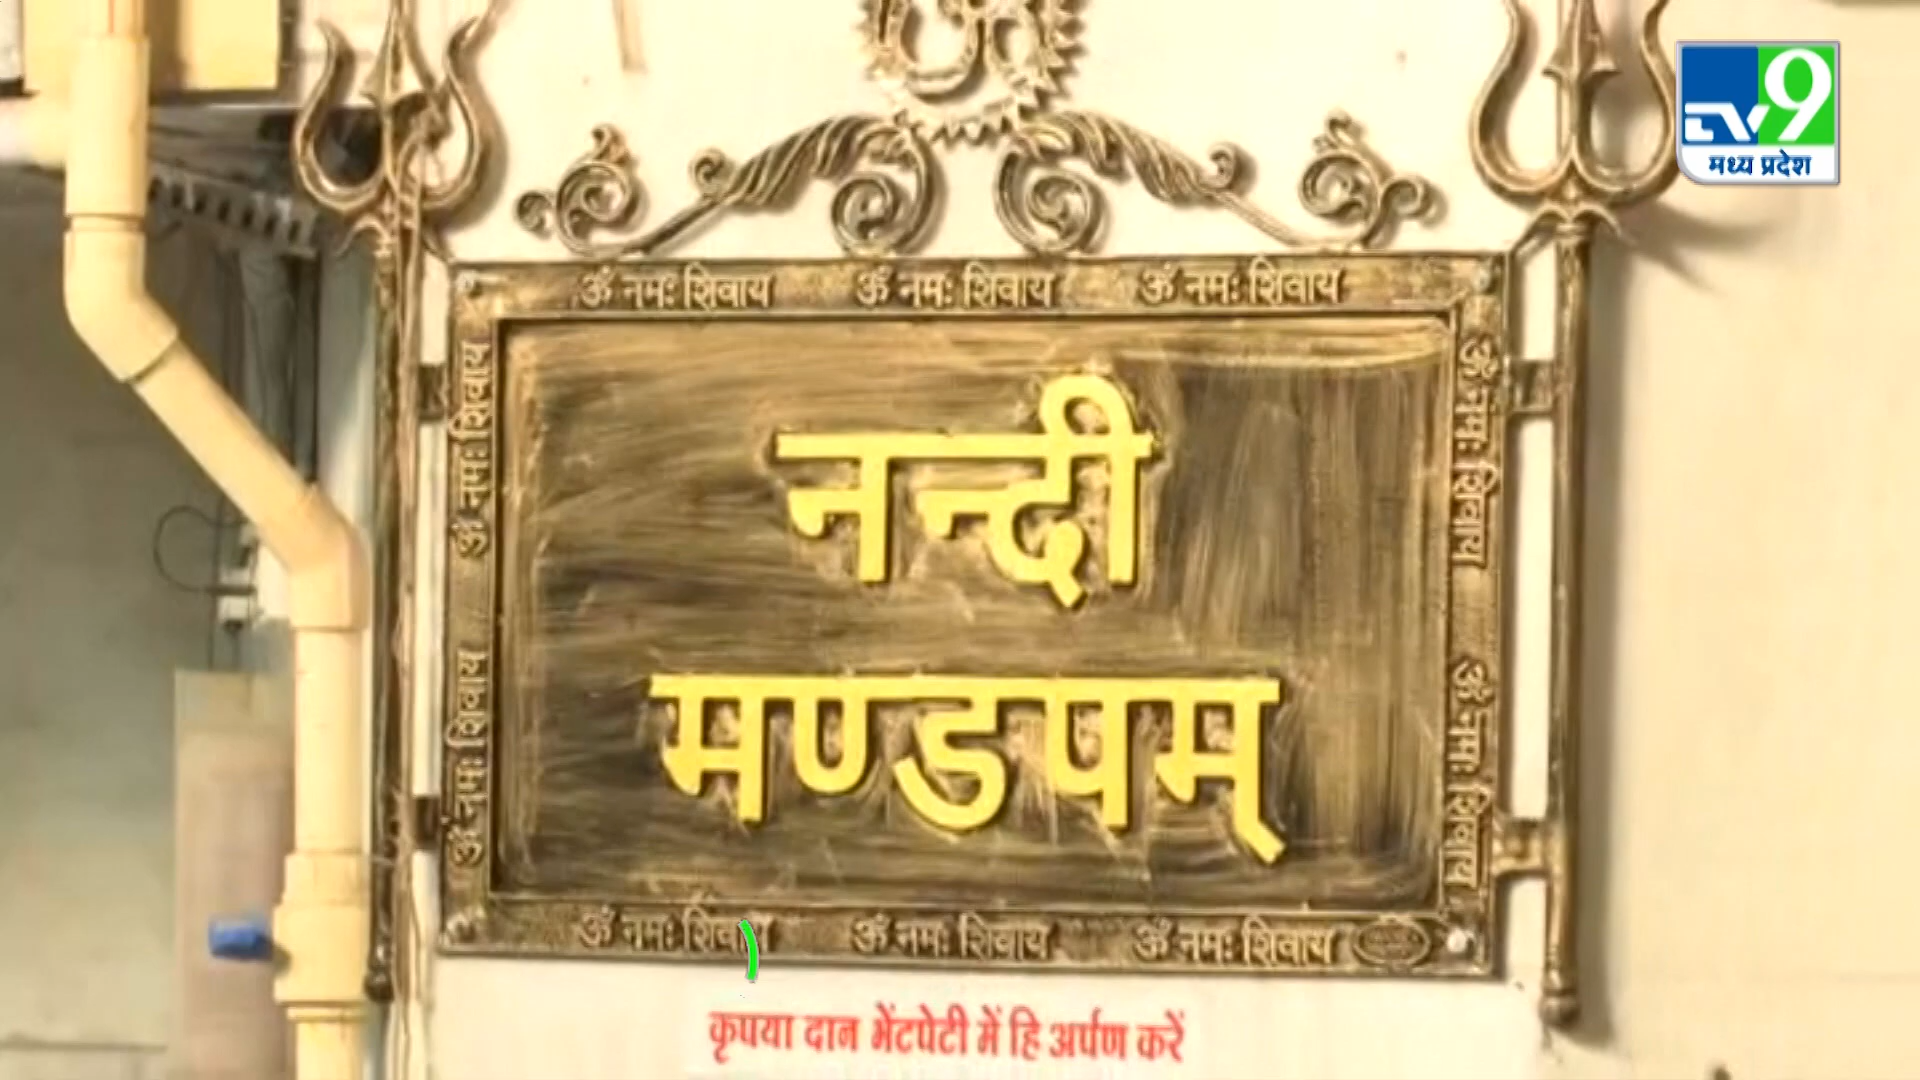 TV9
मध्य प्रदेश
ॐ नमः शिवाय ॐ नमः शिवाय ॐ नमः शिवाय
ॐ नमः शिवाय
ॐ नमः शिवाय
नन्दी
मण्डपम्
ॐ नमः शिवाय
ॐ नमः शिवाय
ॐ नमः शिवाय ॐ नमः शिवाय ॐ नमः शिवाय
कृपया दान भेंटपेटी में हि अर्पण करें